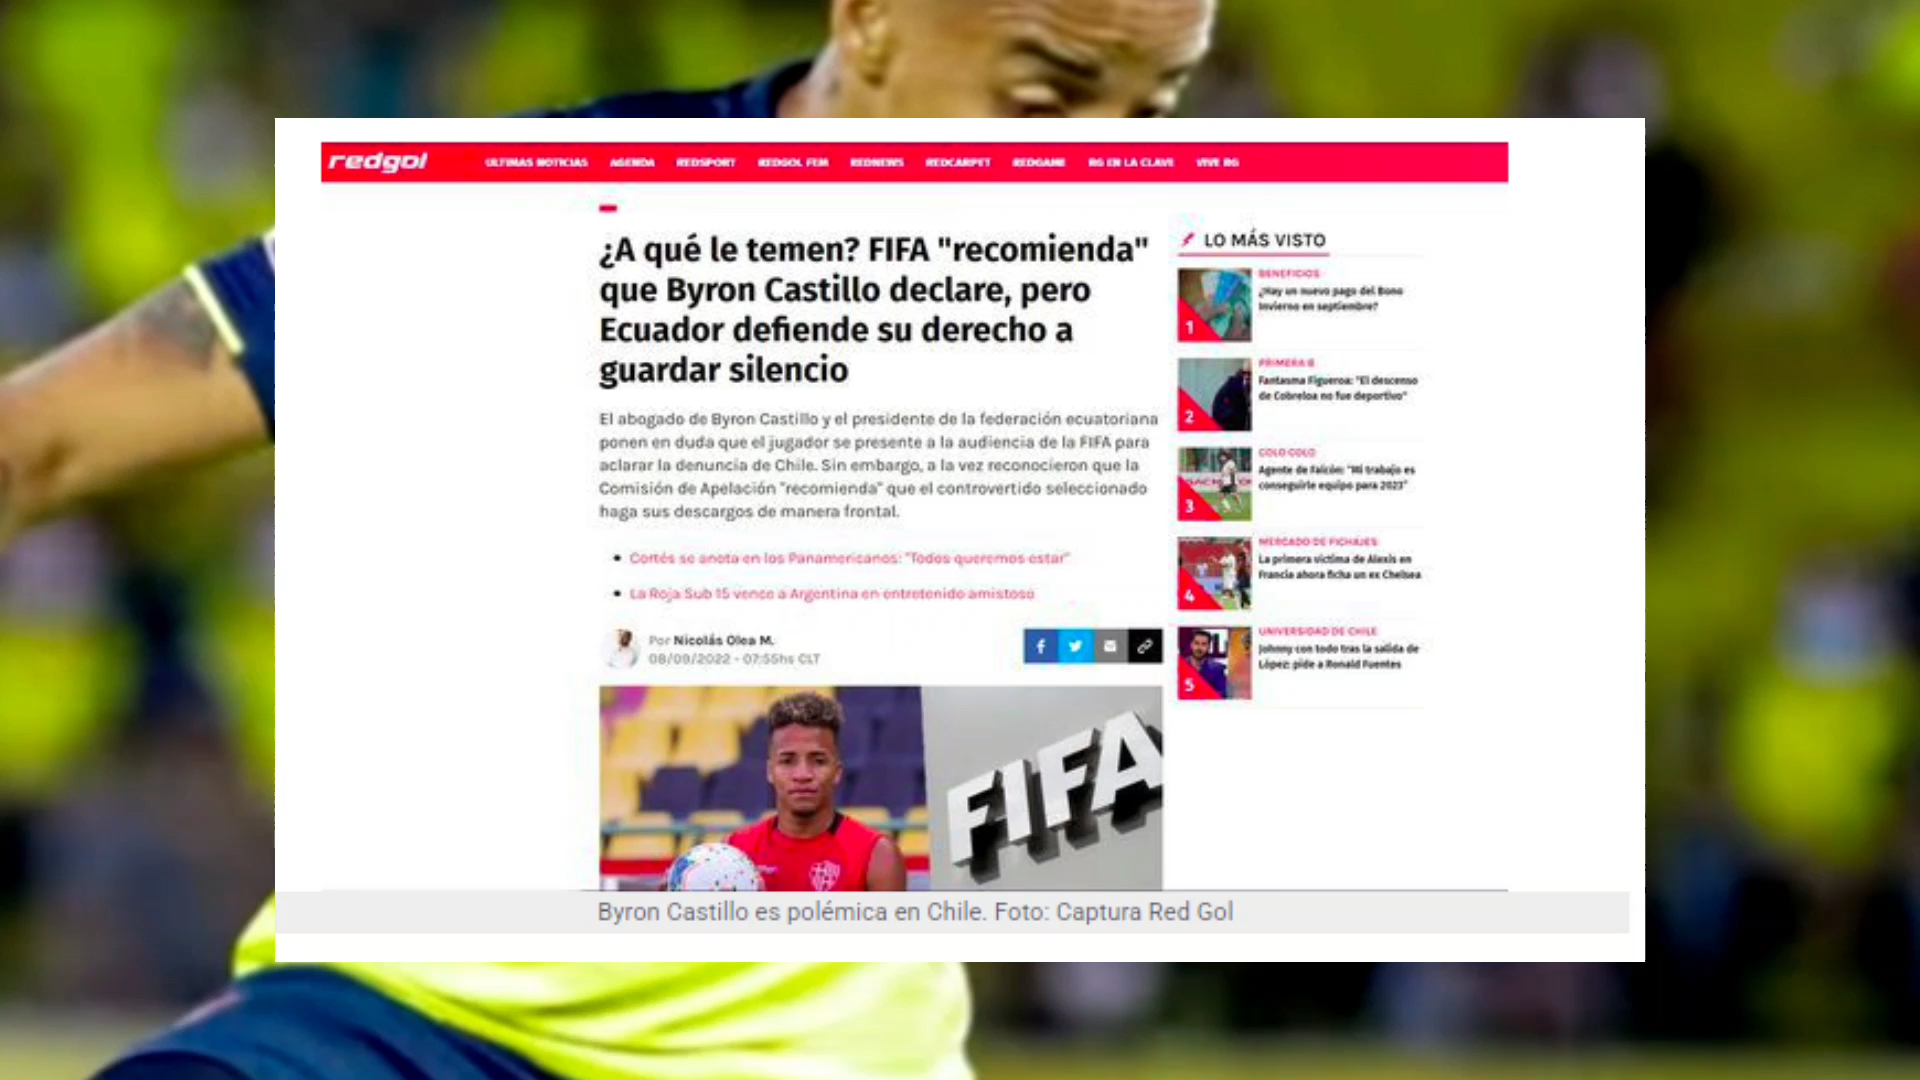 redgol
ÚLTIMAS NOTICIAS AGENDA REDSPORT REDGOL FEM REDNEWS REDCARPET REDGAME RG EN LA CLAVE VIVE RG
¿A qué le temen? FIFA "recomienda"
que Byron Castillo declare, pero
Ecuador defiende su derecho a
guardar silencio
El abogado de Byron Castillo y el presidente de la federación ecuatoriana
ponen en duda que el jugador se presente a la audiencia de la FIFA para
aclarar la denuncia de Chile. Sin embargo, a la vez reconocieron que la
Comisión de Apelación "recomienda" que el controvertido seleccionado
haga sus descargos de manera frontal.
Cortés se anota en los Panamericanos: "Todos queremos estar"
La Roja Sub 15 vence a Argentina en entretenido amistoso
Por Nicolás Olea M.
08/09/2022 - 07:55hs CLT
FIFA
LO MÁS VISTO
BENEFICIOS
¿Hay un nuevo pago del Bono
Invierno en septiembre?
1
PRIMERA B
Fantasma Figueroa: "El descenso
de Cobreloa no fue deportivo"
2
COLO COLO
Agente de Falcón: "Mi trabajo es
conseguirle equipo para 2023"
3
MERCADO DE FICHAJES
La primera víctima de Alexis en
Francia ahora ficha un ex Chelsea
4
UNIVERSIDAD DE CHILE
Johnny con todo tras la salida de
López: pide a Ronald Fuentes
5
Byron Castillo es polémica en Chile. Foto: Captura Red Gol